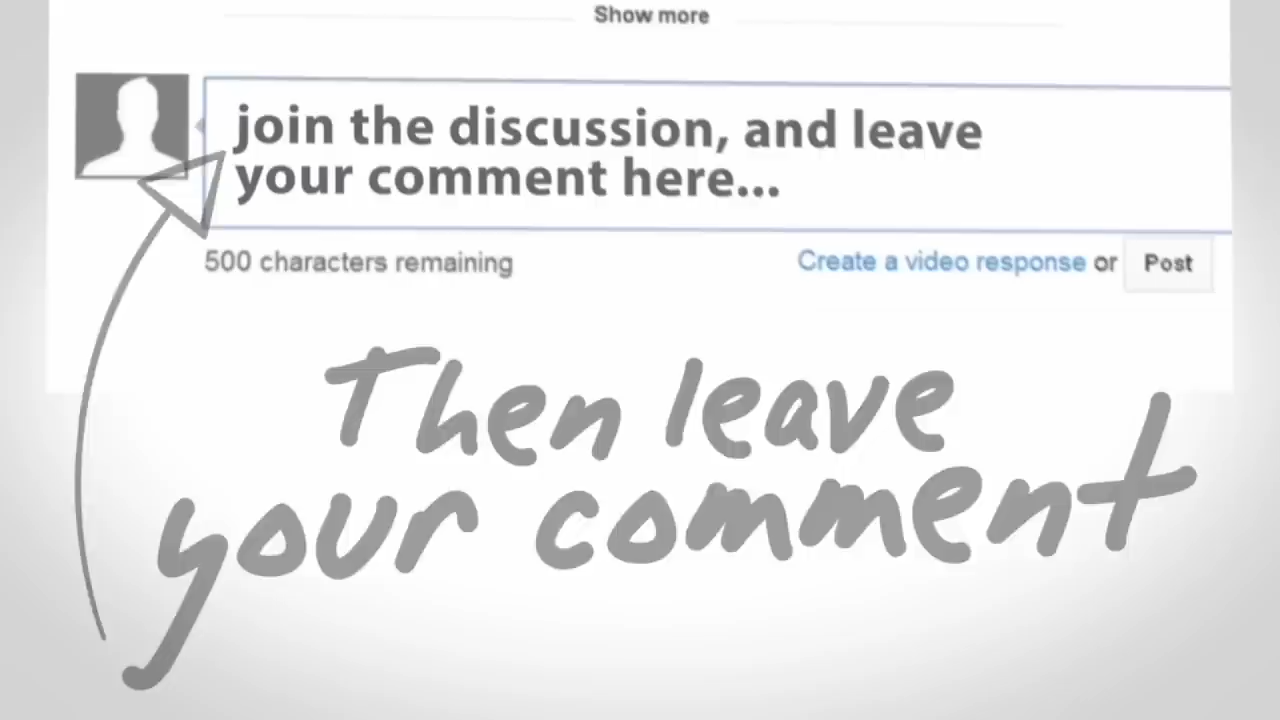 Show more
join the discussion, and leave
your comment here...
500 characters remaining
Create a video response or Post
Then leave
your comment